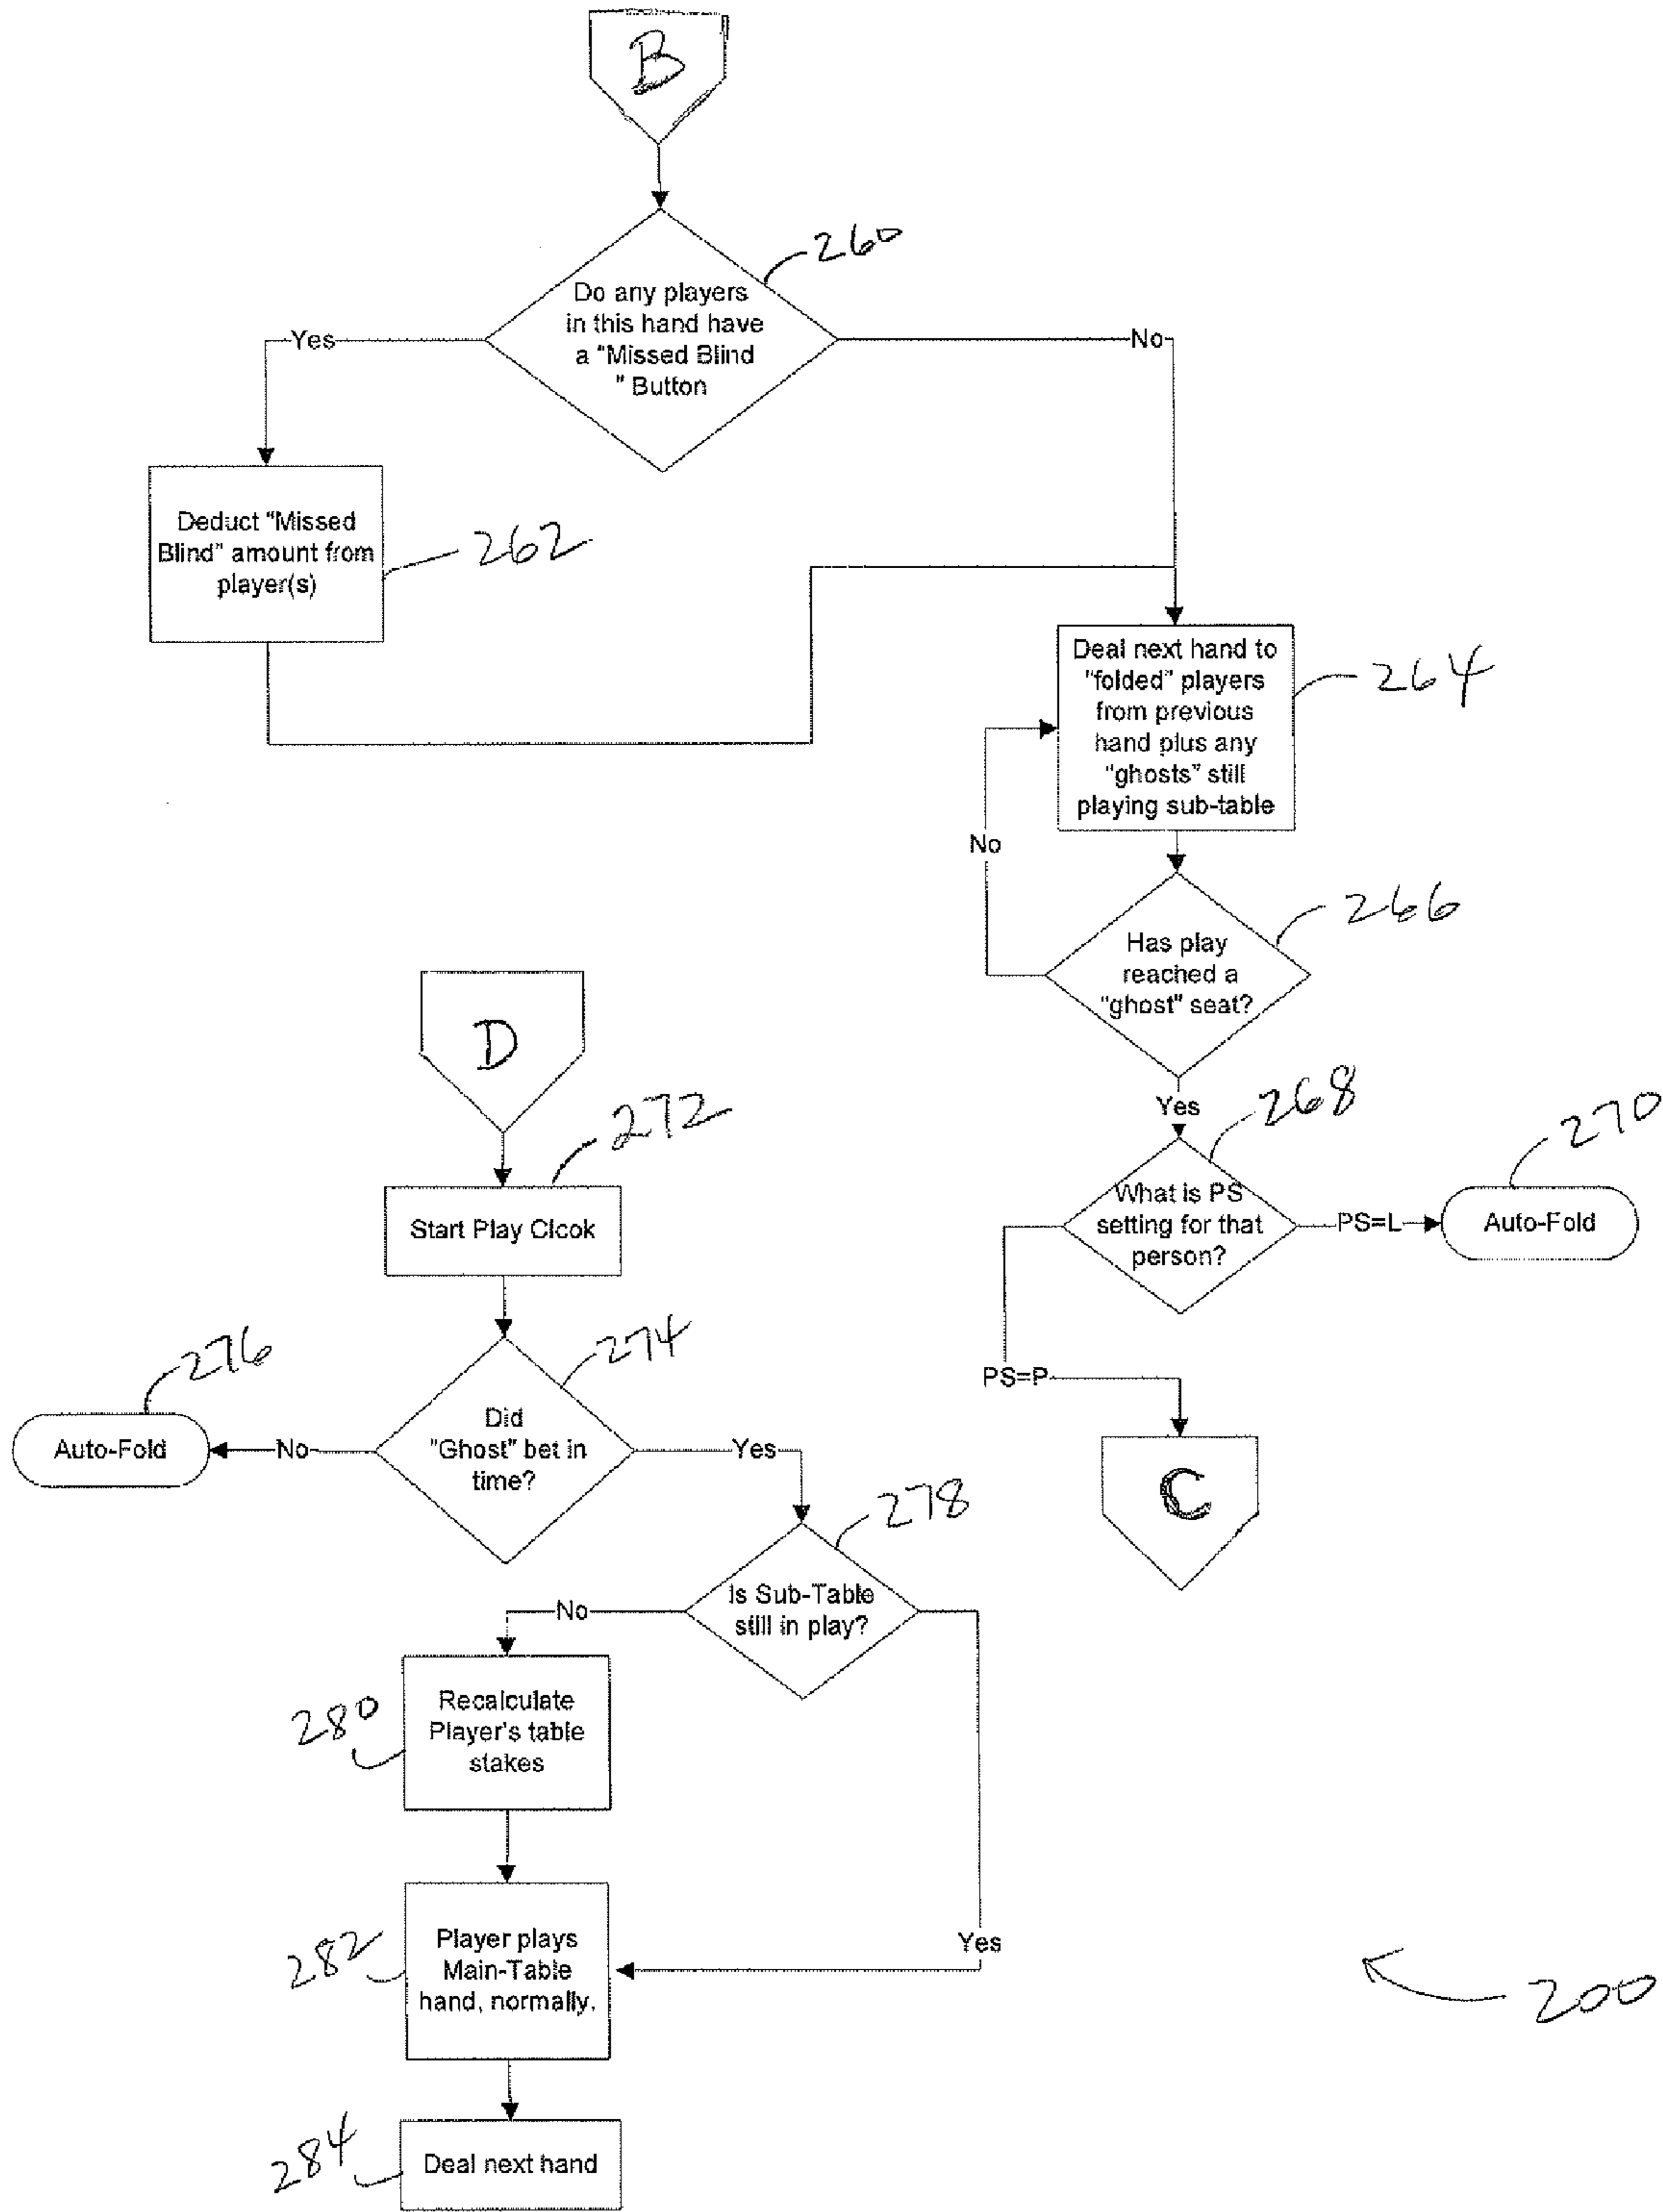 B
260
Do any players
in this hand have
a "Missed Blind
" Button
Yes
No
Deduct "Missed
Blind" amount from
player(s)
262
Deal next hand to
"folded" players
from previous
hand plus any
"ghosts" still
playing sub-table
264
No
Has play
reached a
"ghost" seat?
266
Yes
268
What is PS
setting for that
person?
PS=L
Auto-Fold
270
PS=P
C
D
272
Start Play Clcok
274
Did
"Ghost" bet in
time?
No
Auto-Fold
276
Yes
278
Is Sub-Table
still in play?
No
Recalculate
Player's table
stakes
280
Yes
Player plays
Main-Table
hand, normally.
282
Deal next hand
284
200